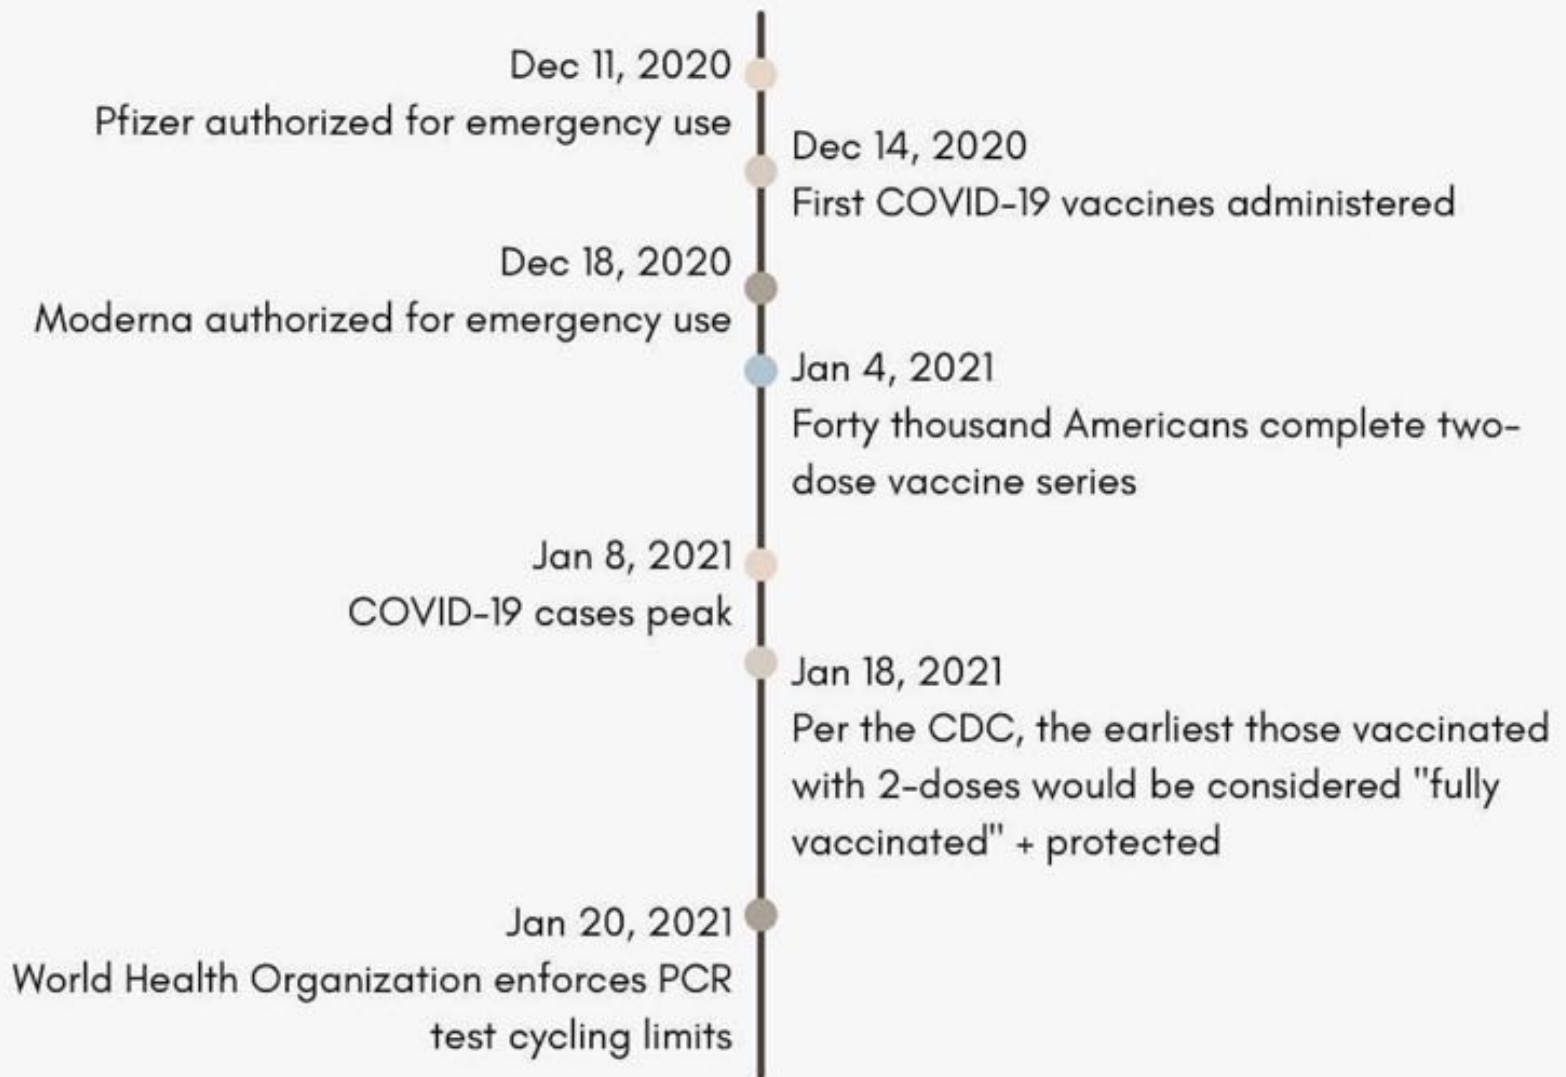 Dec 11, 2020
Pfizer authorized for emergency use
Dec 14, 2020
First COVID-19 vaccines administered
Dec 18, 2020
Moderna authorized for emergency use
Jan 4, 2021
Forty thousand Americans complete two-
dose vaccine series
Jan 8, 2021
COVID-19 cases peak
Jan 18, 2021
Per the CDC, the earliest those vaccinated
with 2-doses would be considered "fully
vaccinated" + protected
Jan 20, 2021
World Health Organization enforces PCR
test cycling limits